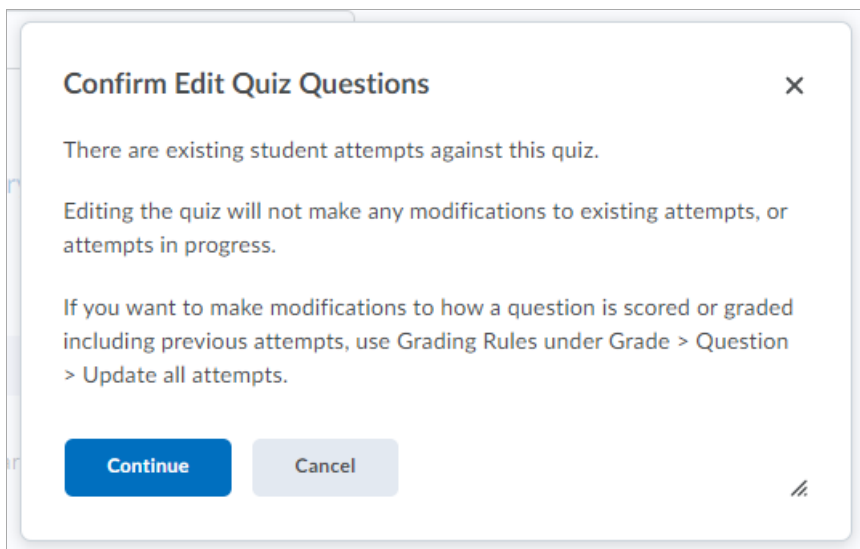 Confirm Edit Quiz Questions
There are existing student attempts against this quiz.
Editing the quiz will not make any modifications to existing attempts, or
attempts in progress.
If you want to make modifications to how a question is scored or graded
including previous attempts, use Grading Rules under Grade > Question
> Update all attempts.
Continue Cancel